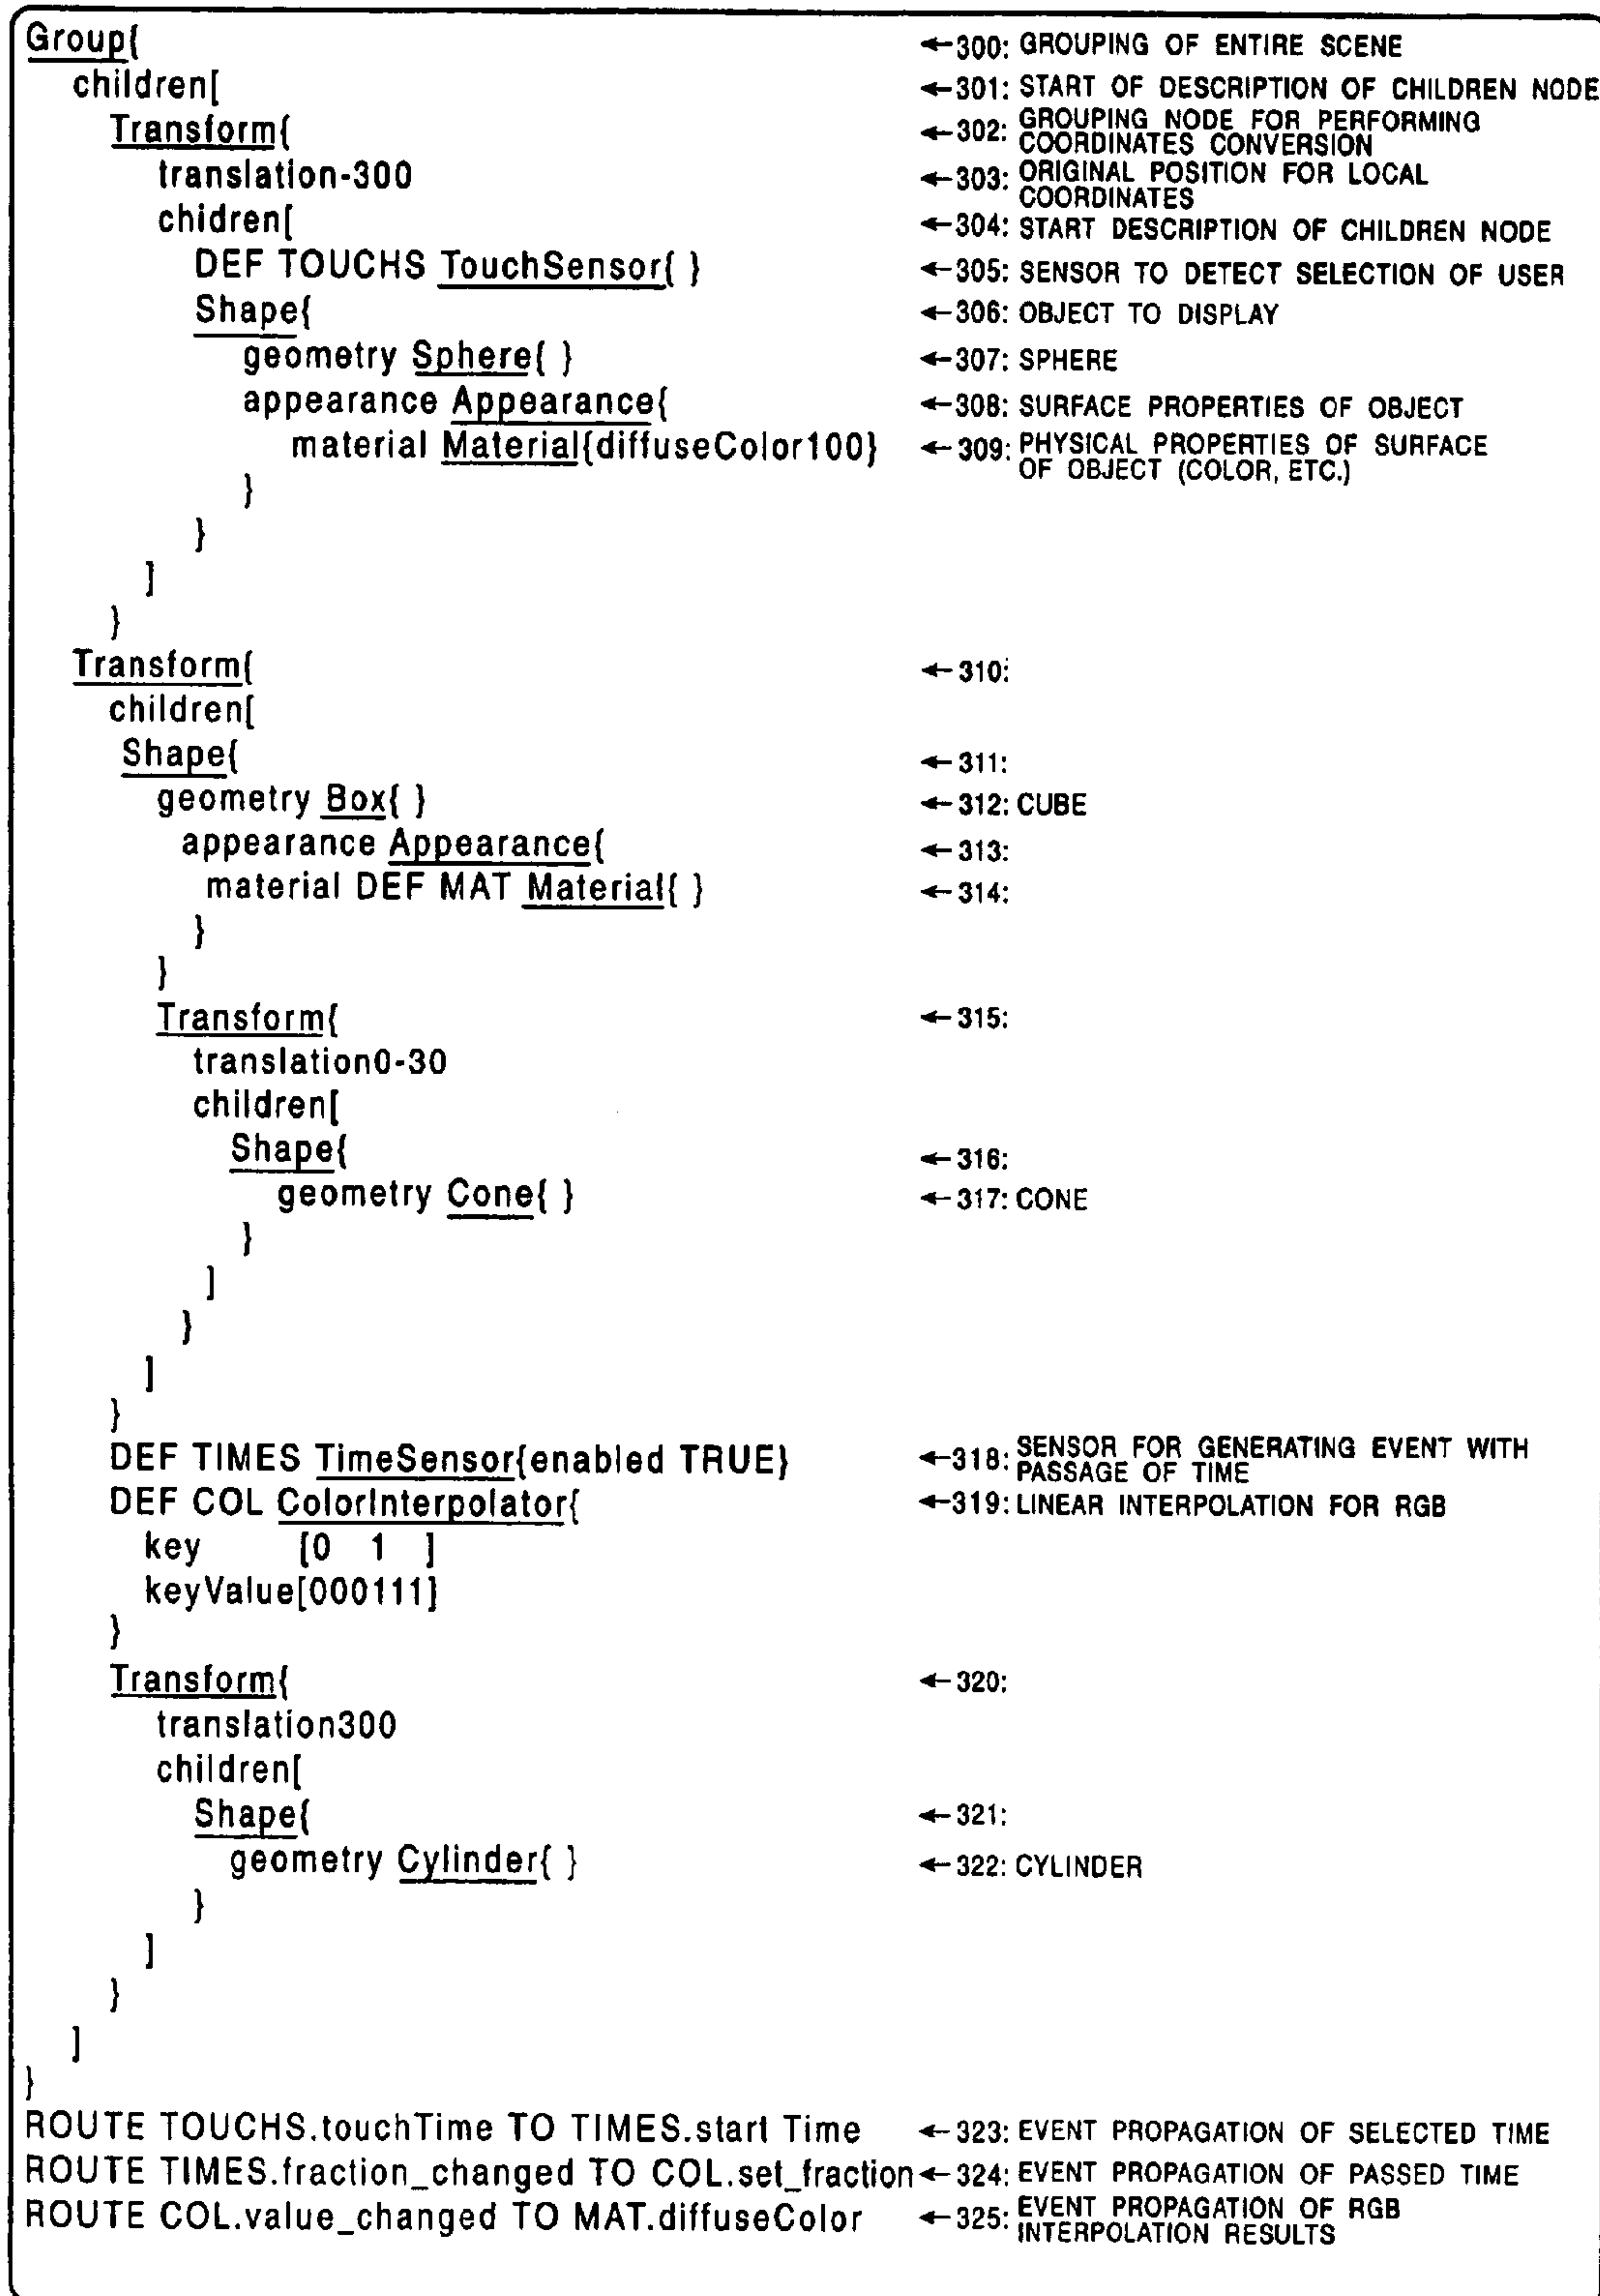 Group{ ←300: GROUPING OF ENTIRE SCENE
children[ ←301: START OF DESCRIPTION OF CHILDREN NODE
Transform{ ←302: GROUPING NODE FOR PERFORMING
COORDINATES CONVERSION
translation-300 ←303: ORIGINAL POSITION FOR LOCAL
COORDINATES
chidren[ ←304: START DESCRIPTION OF CHILDREN NODE
DEF TOUCHS TouchSensor{ } ←305: SENSOR TO DETECT SELECTION OF USER
Shape{ ←306: OBJECT TO DISPLAY
geometry Sphere{ } ←307: SPHERE
appearance Appearance{ ←308: SURFACE PROPERTIES OF OBJECT
material Material{diffuseColor100} ←309: PHYSICAL PROPERTIES OF SURFACE
OF OBJECT (COLOR, ETC.)
}
}
]
}
Transform{ ←310:
children[
Shape{ ←311:
geometry Box{ } ←312: CUBE
appearance Appearance{ ←313:
material DEF MAT Material{ } ←314:
}
}
Transform{ ←315:
translation0-30
children[
Shape{ ←316:
geometry Cone{ } ←317: CONE
}
]
}
]
}
DEF TIMES TimeSensor{enabled TRUE} ←318: SENSOR FOR GENERATING EVENT WITH
PASSAGE OF TIME
DEF COL ColorInterpolator{ ←319: LINEAR INTERPOLATION FOR RGB
key [0 1 ]
keyValue[000111]
}
Transform{ ←320:
translation300
children[
Shape{ ←321:
geometry Cylinder{ } ←322: CYLINDER
}
]
}
]
}
ROUTE TOUCHS.touchTime TO TIMES.start Time ←323: EVENT PROPAGATION OF SELECTED TIME
ROUTE TIMES.fraction_changed TO COL.set_fraction ←324: EVENT PROPAGATION OF PASSED TIME
ROUTE COL.value_changed TO MAT.diffuseColor ←325: EVENT PROPAGATION OF RGB
INTERPOLATION RESULTS